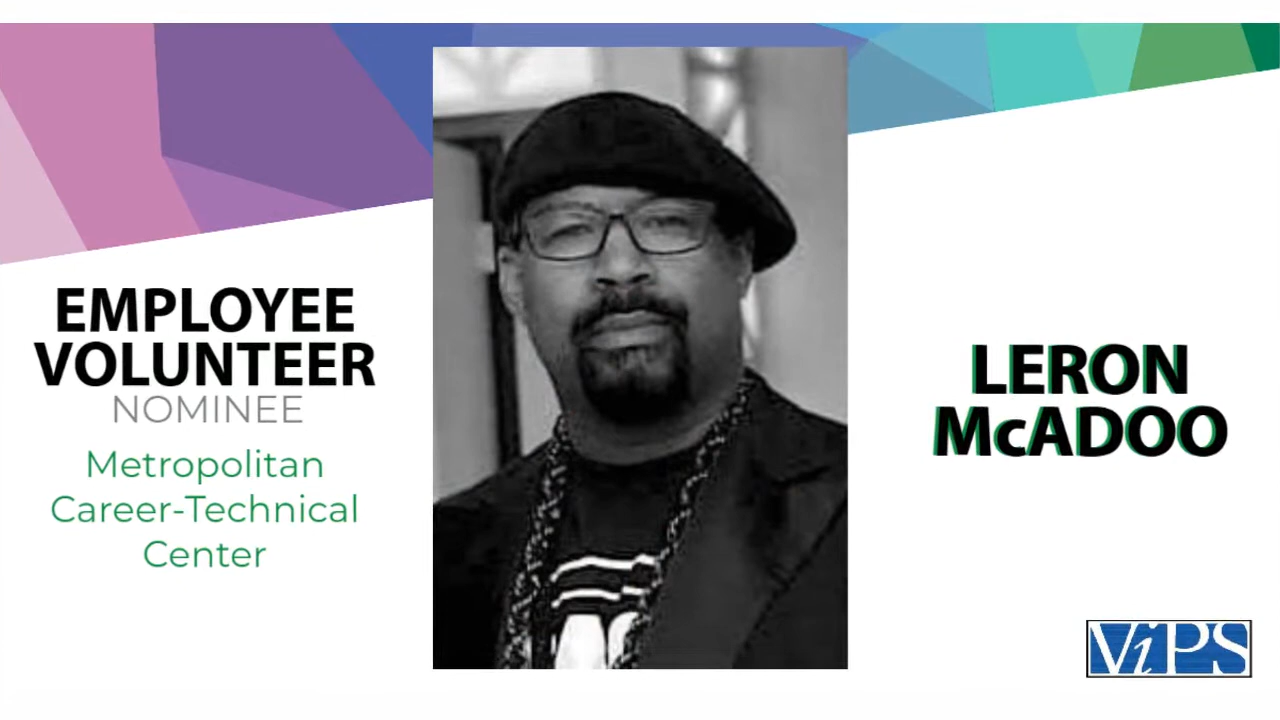 EMPLOYEE
VOLUNTEER
NOMINEE
Metropolitan
Career-Technical
Center
LERON
McADOO
ViPS